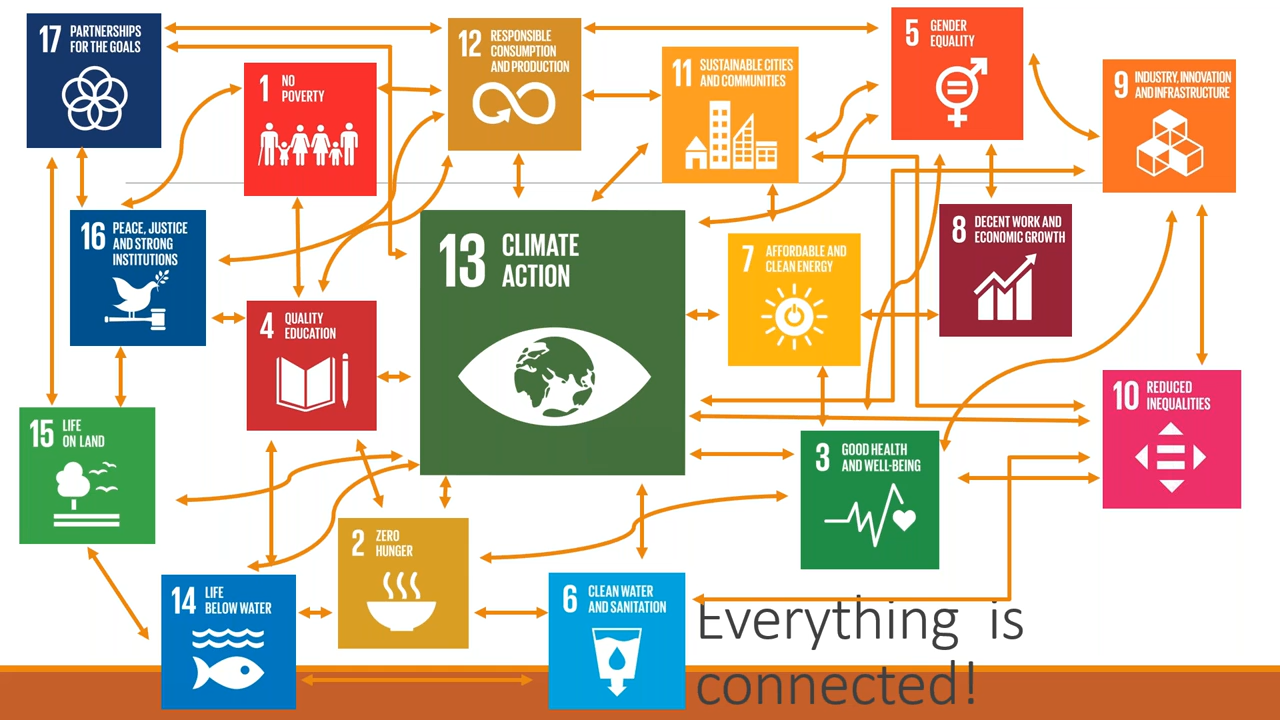 17 PARTNERSHIPS
FOR THE GOALS
1 NO
POVERTY
12 RESPONSIBLE
CONSUMPTION
AND PRODUCTION
11 SUSTAINABLE CITIES
AND COMMUNITIES
5 GENDER
EQUALITY
9 INDUSTRY, INNOVATION
AND INFRASTRUCTURE
16 PEACE, JUSTICE
AND STRONG
INSTITUTIONS
13 CLIMATE
ACTION
7 AFFORDABLE AND
CLEAN ENERGY
8 DECENT WORK AND
ECONOMIC GROWTH
4 QUALITY
EDUCATION
10 REDUCED
INEQUALITIES
15 LIFE
ON LAND
3 GOOD HEALTH
AND WELL-BEING
2 ZERO
HUNGER
14 LIFE
BELOW WATER
6 CLEAN WATER
AND SANITATION
Everything is
connected!